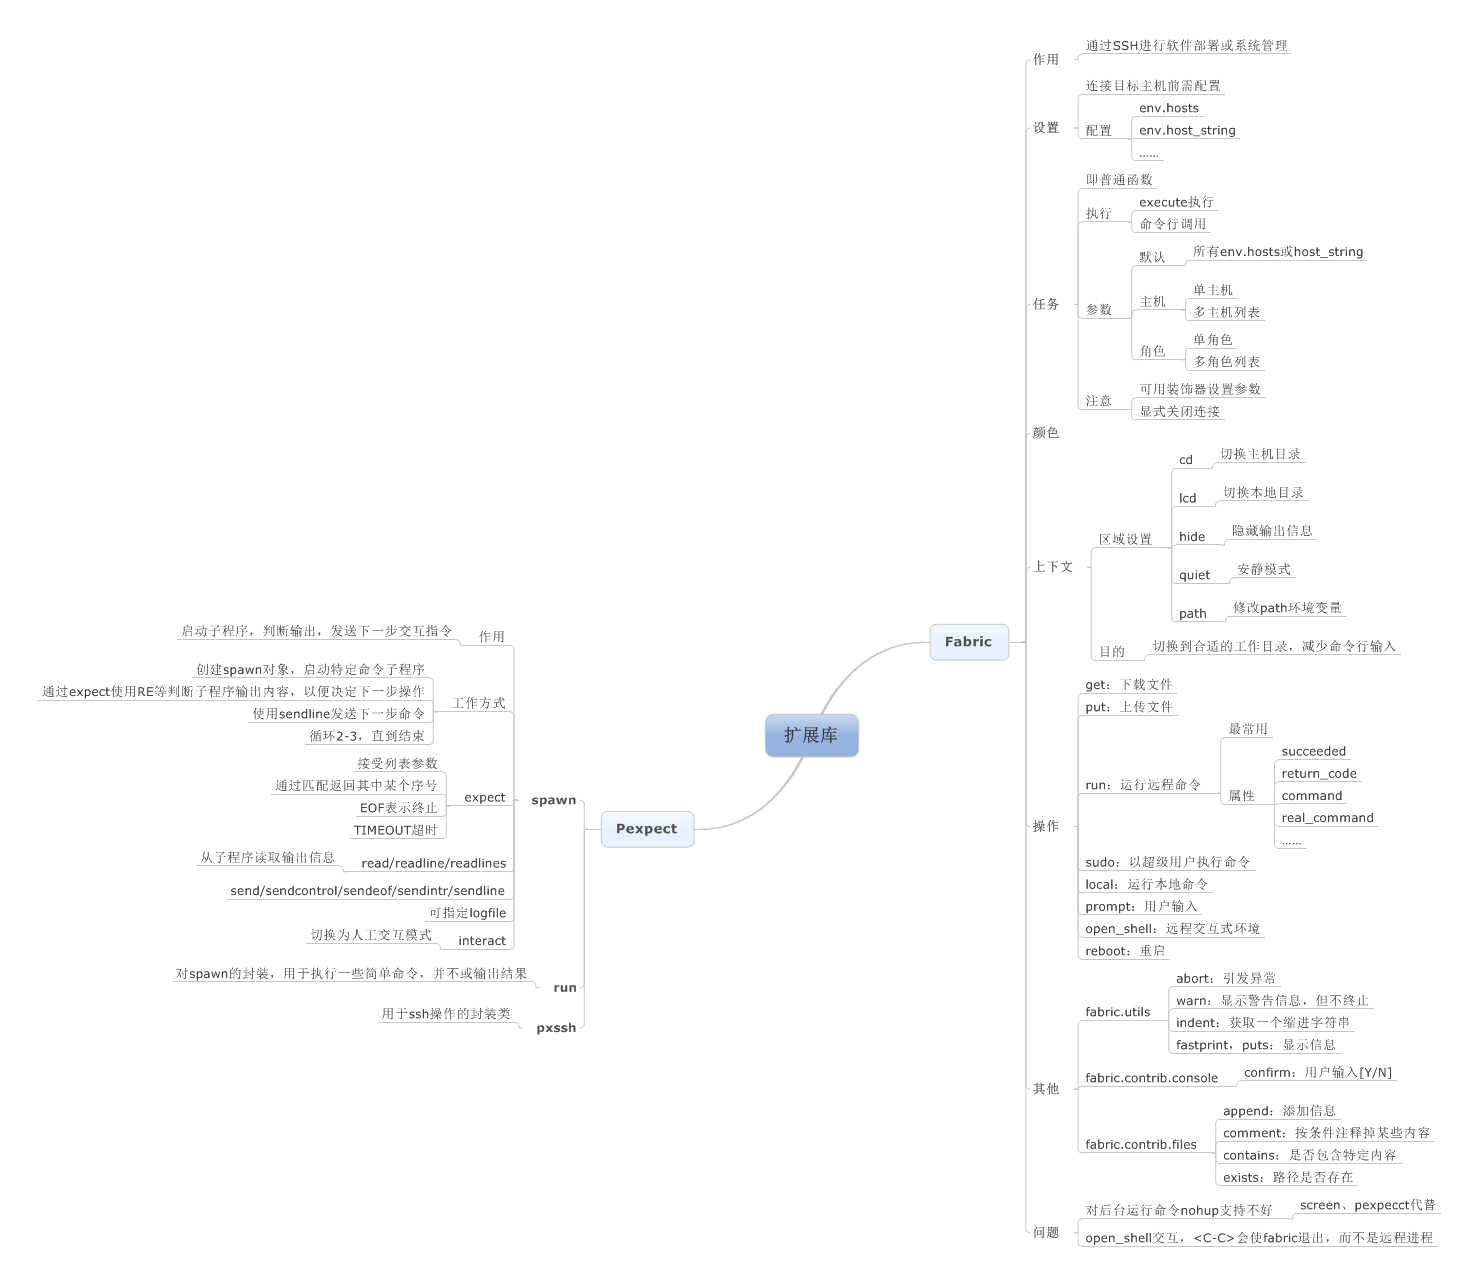 扩展库
Fabric
作用
通过SSH进行软件部署或系统管理
设置
连接目标主机前需配置
配置
env.hosts
env.host_string
......
任务
即普通函数
执行
execute执行
命令行调用
参数
默认
所有env.hosts或host_string
主机
单主机
多主机列表
角色
单角色
多角色列表
注意
可用装饰器设置参数
显式关闭连接
颜色
上下文
区域设置
cd
切换主机目录
lcd
切换本地目录
hide
隐藏输出信息
quiet
安静模式
path
修改path环境变量
目的
切换到合适的工作目录，减少命令行输入
操作
get：下载文件
put：上传文件
run：运行远程命令
最常用
属性
succeeded
return_code
command
real_command
......
sudo：以超级用户执行命令
local：运行本地命令
prompt：用户输入
open_shell：远程交互式环境
reboot：重启
其他
fabric.utils
abort：引发异常
warn：显示警告信息，但不终止
indent：获取一个缩进字符串
fastprint，puts：显示信息
fabric.contrib.console
confirm：用户输入[Y/N]
fabric.contrib.files
append：添加信息
comment：按条件注释掉某些内容
contains：是否包含特定内容
exists：路径是否存在
问题
对后台运行命令nohup支持不好
screen、pexpecct代替
open_shell交互，<C-C>会使fabric退出，而不是远程进程
Pexpect
spawn
作用
启动子程序，判断输出，发送下一步交互指令
工作方式
创建spawn对象，启动特定命令子程序
通过expect使用RE等判断子程序输出内容，以便决定下一步操作
使用sendline发送下一步命令
循环2-3，直到结束
expect
接受列表参数
通过匹配返回其中某个序号
EOF表示终止
TIMEOUT超时
read/readline/readlines
从子程序读取输出信息
send/sendcontrol/sendeof/sendintr/sendline
可指定logfile
interact
切换为人工交互模式
run
对spawn的封装，用于执行一些简单命令，并不或输出结果
pxssh
用于ssh操作的封装类